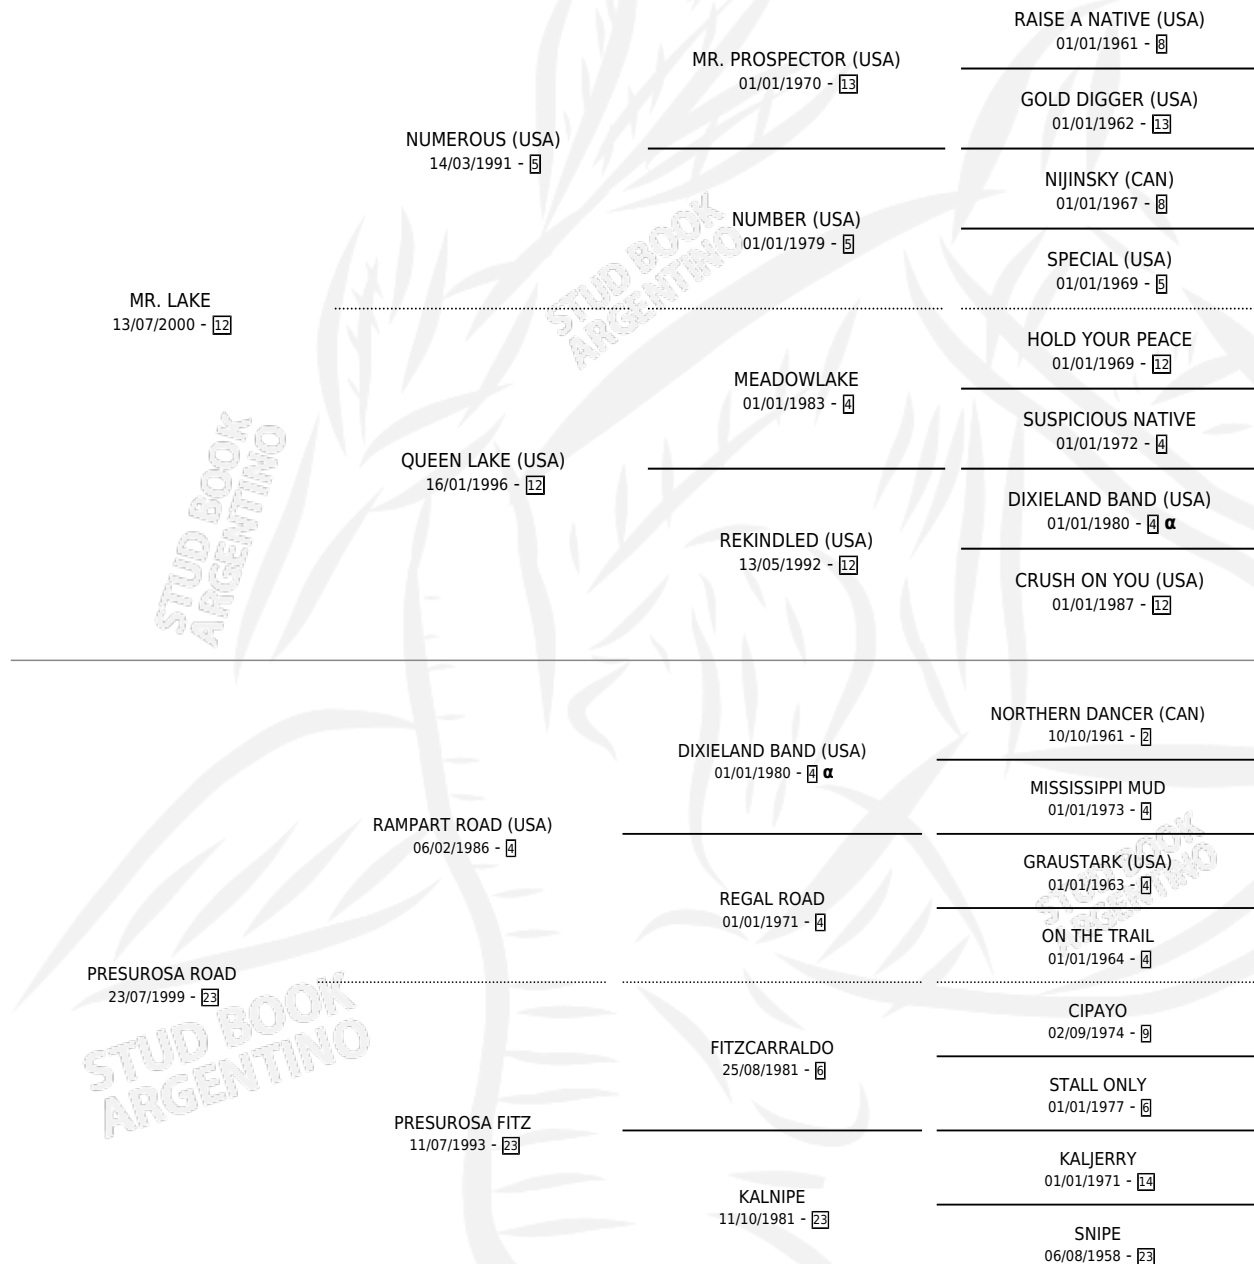 RAISE A NATIVE (USA)
01/01/1961 - 8
MR. PROSPECTOR (USA)
01/01/1970 - 13
GOLD DIGGER (USA)
01/01/1962 - 13
NUMEROUS (USA)
14/03/1991 - 5
NIJINSKY (CAN)
01/01/1967 - 8
NUMBER (USA)
01/01/1979 - 5
SPECIAL (USA)
01/01/1969 - 5
MR. LAKE
13/07/2000 - 12
HOLD YOUR PEACE
01/01/1969 - 12
MEADOWLAKE
01/01/1983 - 4
SUSPICIOUS NATIVE
01/01/1972 - 4
QUEEN LAKE (USA)
16/01/1996 - 12
DIXIELAND BAND (USA)
01/01/1980 - 4 α
REKINDLED (USA)
13/05/1992 - 12
CRUSH ON YOU (USA)
01/01/1987 - 12
NORTHERN DANCER (CAN)
10/10/1961 - 2
DIXIELAND BAND (USA)
01/01/1980 - 4 α
MISSISSIPPI MUD
01/01/1973 - 4
RAMPART ROAD (USA)
06/02/1986 - 4
GRAUSTARK (USA)
01/01/1963 - 4
REGAL ROAD
01/01/1971 - 4
ON THE TRAIL
01/01/1964 - 4
PRESUROSA ROAD
23/07/1999 - 23
CIPAYO
02/09/1974 - 9
FITZCARRALDO
25/08/1981 - 6
STALL ONLY
01/01/1977 - 6
PRESUROSA FITZ
11/07/1993 - 23
KALJERRY
01/01/1971 - 14
KALNIPE
11/10/1981 - 23
SNIPE
06/08/1958 - 23
STUD BOOK
ARGENTINO
STUD BOOK
ARGENTINO
STUD BOOK
ARGENTINO
STUD BOOK
ARGENTINO